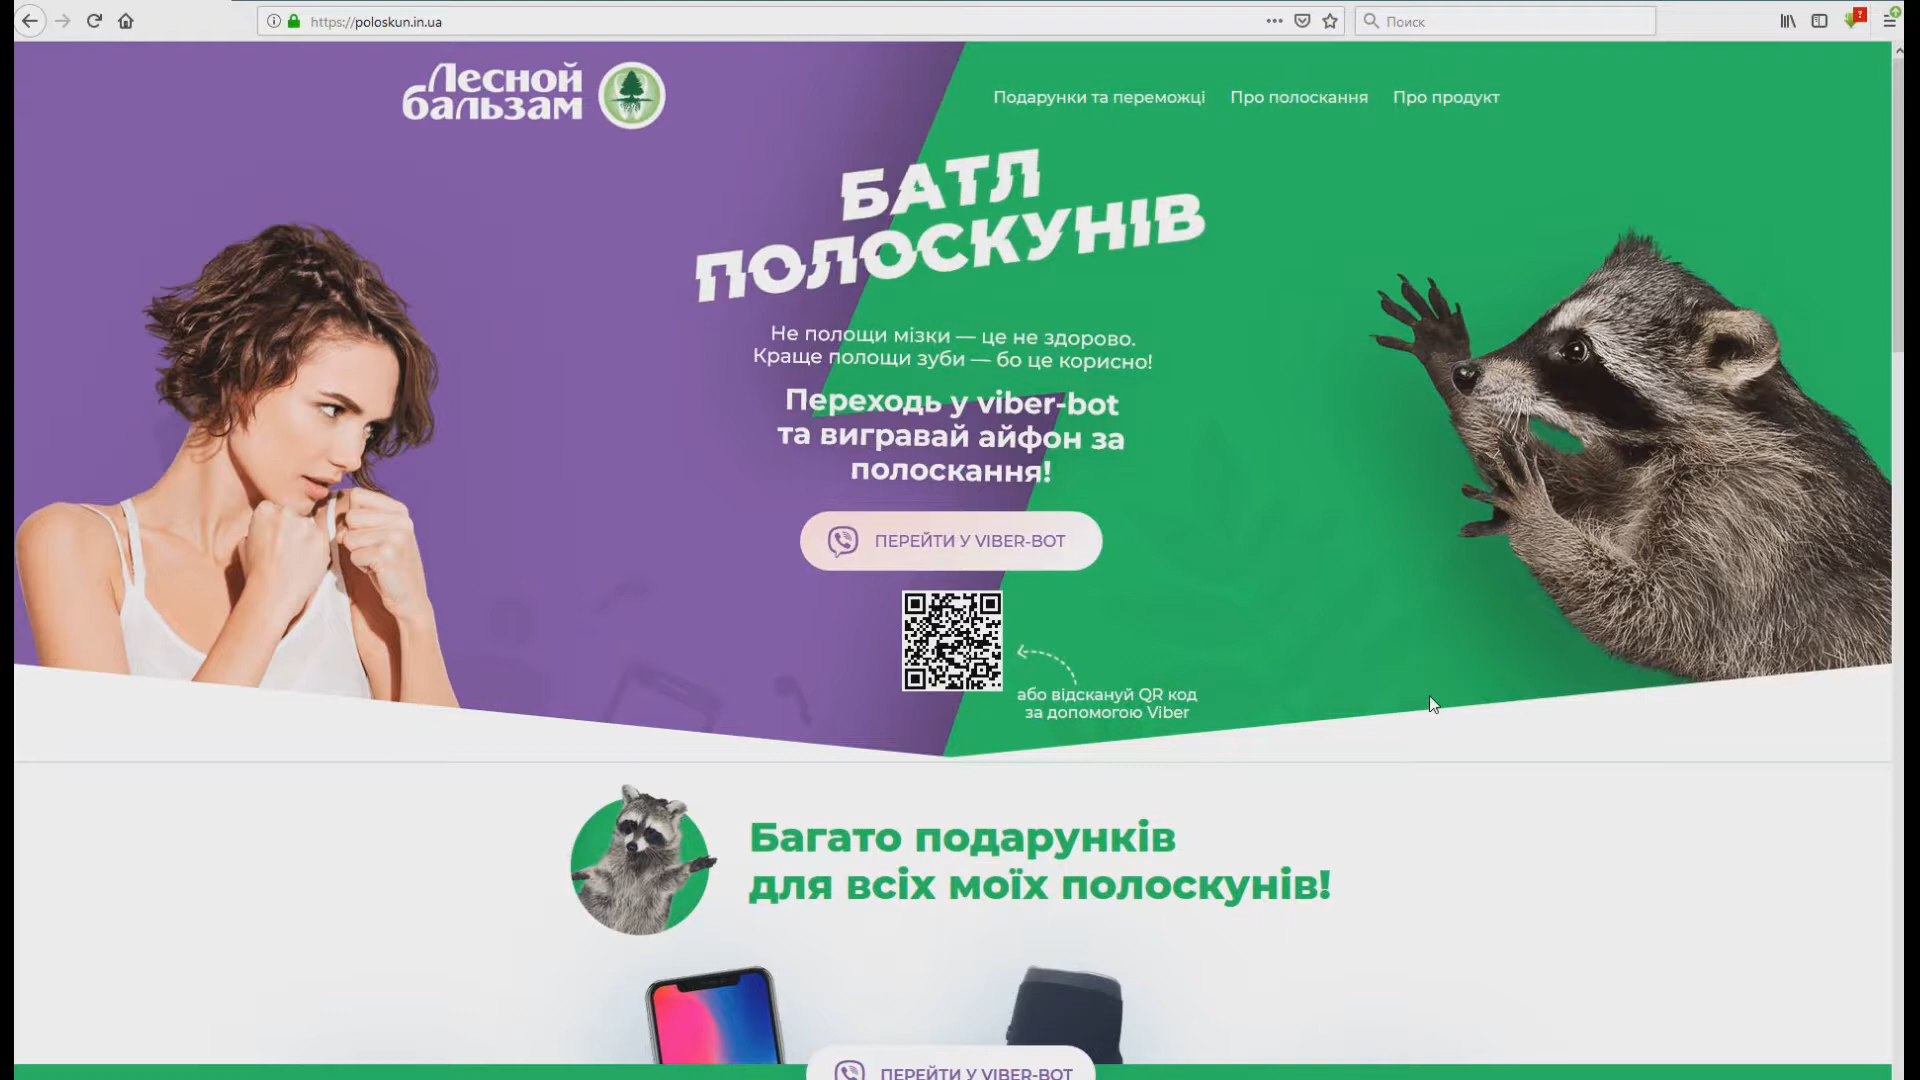 https://poloskun.in.ua
Поиск
Лесной
бальзам
Подарунки та переможці
Про полоскання
Про продукт
БАТЛ
ПОЛОСКУНІВ
Не полощи мізки — це не здорово.
Краще полощи зуби — бо це корисно!
Переходь у viber-bot
та вигравай айфон за
полоскання!
ПЕРЕЙТИ У VIBER-BOT
або відскануй QR код
за допомогою Viber
Багато подарунків
для всіх моїх полоскунів!
ПЕРЕЙТИ У VIBER-BOT